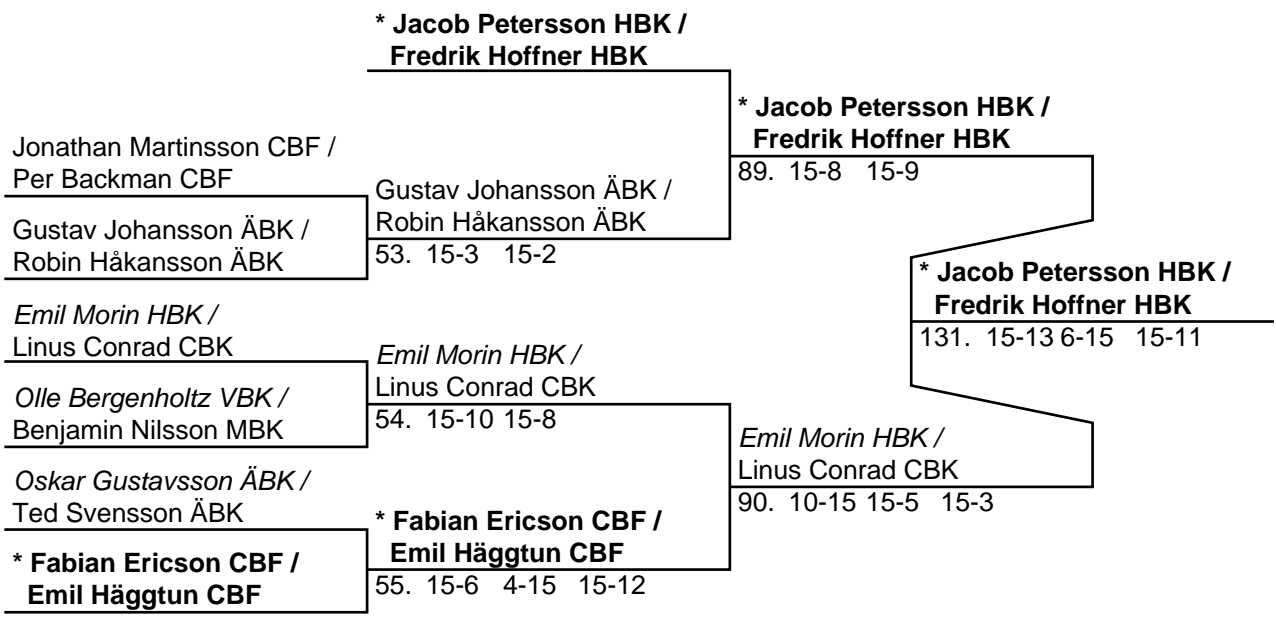 * Jacob Petersson HBK /
Fredrik Hoffner HBK
* Jacob Petersson HBK /
Fredrik Hoffner HBK
89. 15-8 15-9
Jonathan Martinsson CBF /
Per Backman CBF
Gustav Johansson ÄBK /
Robin Håkansson ÄBK
53. 15-3 15-2
Gustav Johansson ÄBK /
Robin Håkansson ÄBK
* Jacob Petersson HBK /
Fredrik Hoffner HBK
131. 15-13 6-15 15-11
Emil Morin HBK /
Linus Conrad CBK
Emil Morin HBK /
Linus Conrad CBK
54. 15-10 15-8
Olle Bergenholtz VBK /
Benjamin Nilsson MBK
Emil Morin HBK /
Linus Conrad CBK
90. 10-15 15-5 15-3
Oskar Gustavsson ÄBK /
Ted Svensson ÄBK
* Fabian Ericson CBF /
Emil Häggtun CBF
55. 15-6 4-15 15-12
* Fabian Ericson CBF /
Emil Häggtun CBF